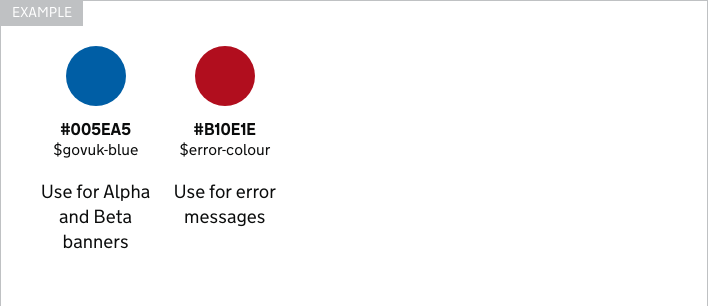 EXAMPLE
#005EA5
$govuk-blue
Use for Alpha
and Beta
banners
#B10E1E
$error-colour
Use for error
messages